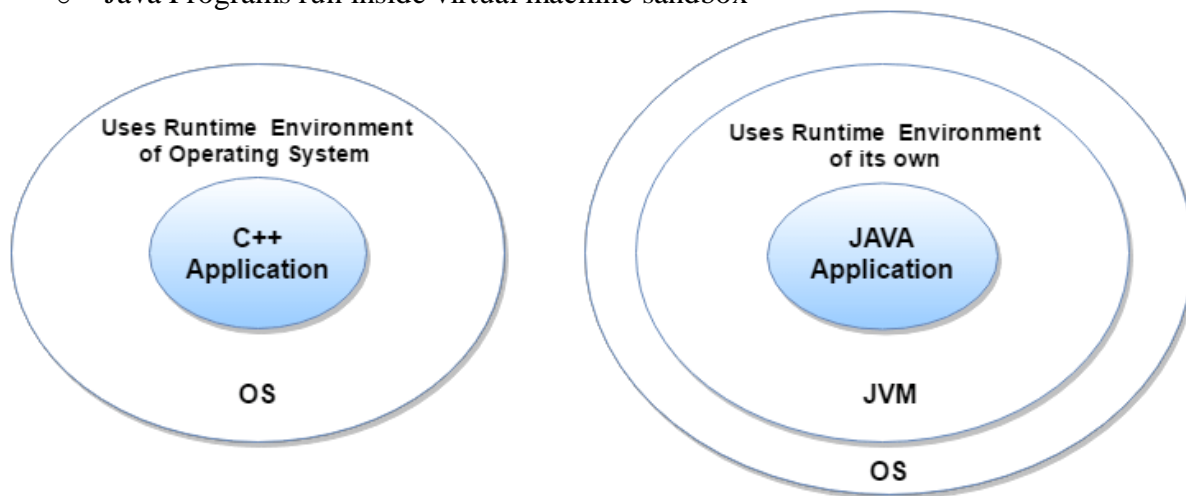 ○ Java Programs run inside virtual machine sandbox
Uses Runtime Environment
of Operating System
C++
Application
OS
Uses Runtime Environment
of its own
JAVA
Application
JVM
OS